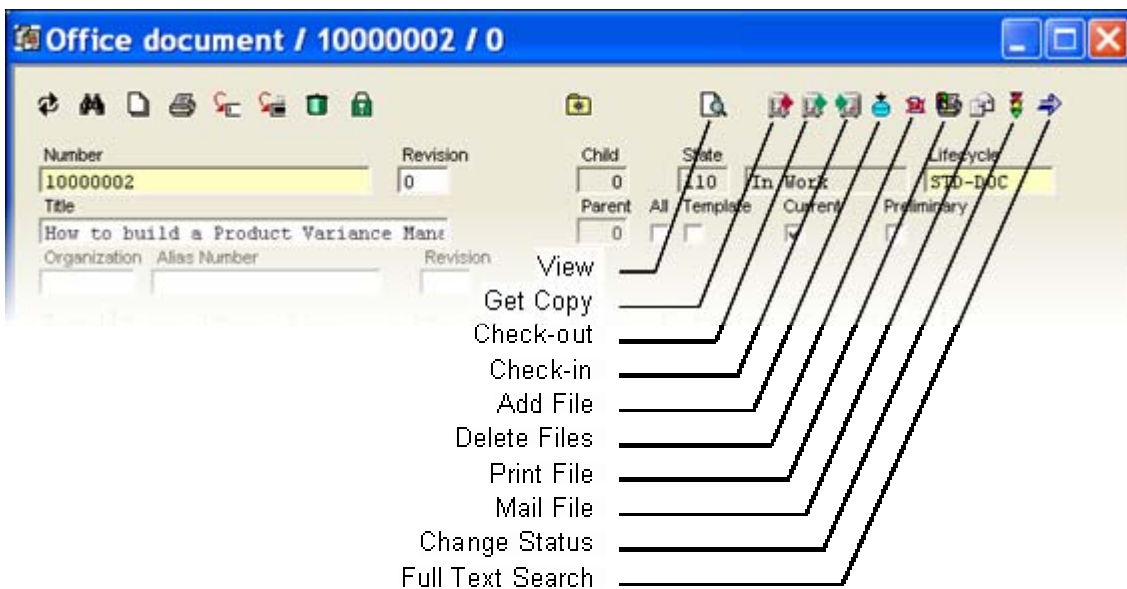 Office document / 10000002 / 0
Number Revision Child State Lifecycle
10000002 0 0 110 In Work STD-DOC
Title Parent All Template Current Preliminary
How to build a Product Variance Mana 0
Organization Alias Number Revision
View
Get Copy
Check-out
Check-in
Add File
Delete Files
Print File
Mail File
Change Status
Full Text Search